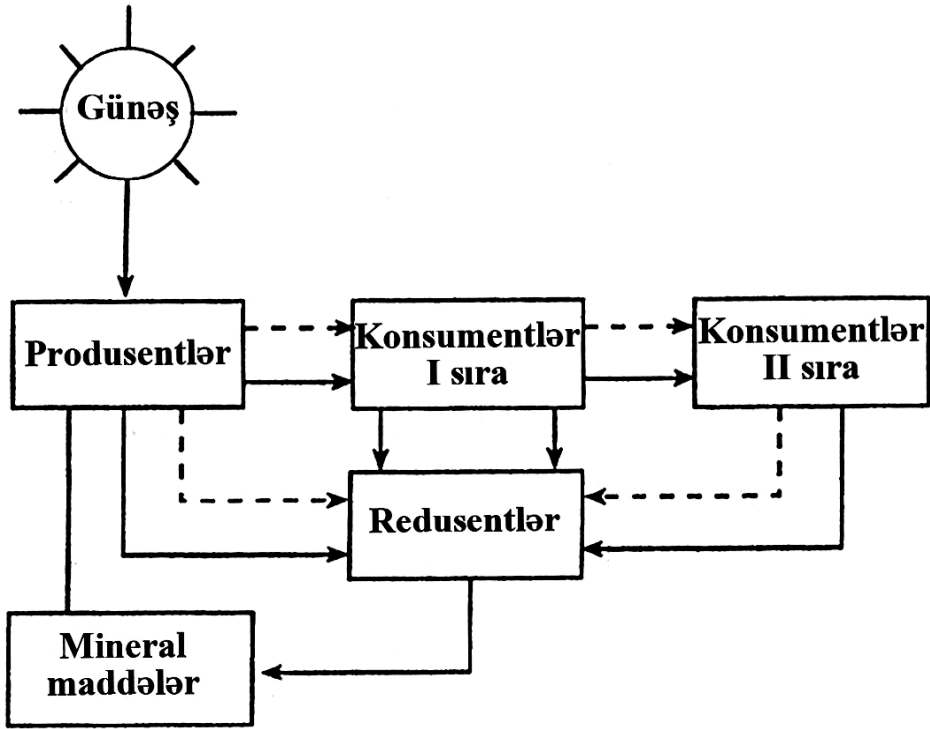 Günəş
Produsentlər
Konsumentlər
I sıra
Konsumentlər
II sıra
Redusentlər
Mineral
maddələr